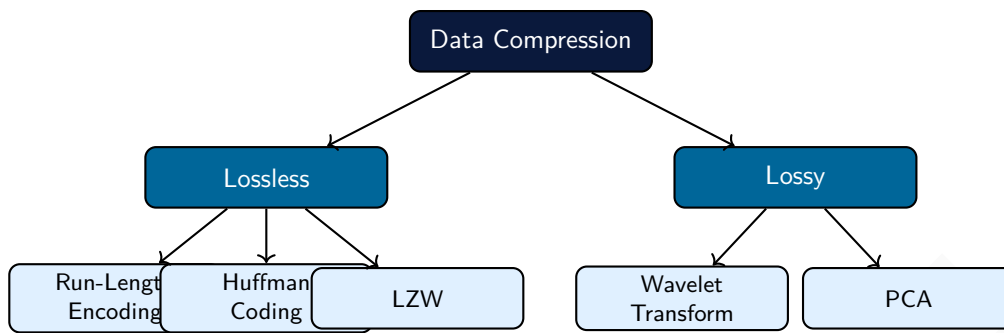 Data Compression
Lossless
Lossy
Run-Lengt
Encoding
Huffman
Coding
LZW
Wavelet
Transform
PCA